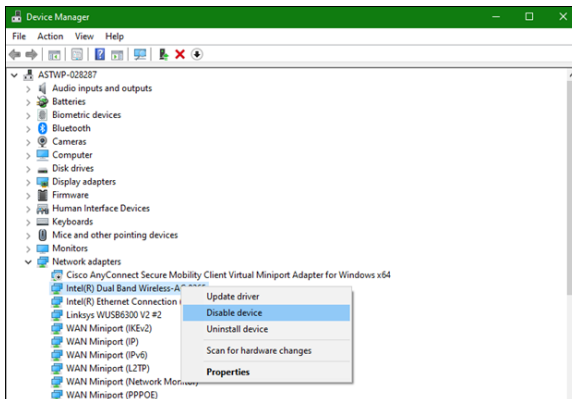 Device Manager
File Action View Help
ASTWP-028287
Audio inputs and outputs
Batteries
Biometric devices
Bluetooth
Cameras
Computer
Disk drives
Display adapters
Firmware
Human Interface Devices
Keyboards
Mice and other pointing devices
Monitors
Network adapters
Cisco AnyConnect Secure Mobility Client Virtual Miniport Adapter for Windows x64
Intel(R) Dual Band Wireless-
Intel(R) Ethernet Connection
Linksys WUSB6300 V2 #2
WAN Miniport (IKEv2)
WAN Miniport (IP)
WAN Miniport (IPv6)
WAN Miniport (L2TP)
WAN Miniport (Network
WAN Miniport (PPPOE)
Update driver
Disable device
Uninstall device
Scan for hardware changes
Properties